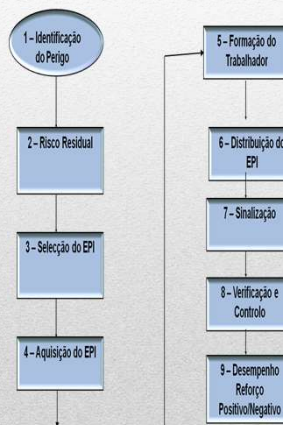 1 – Identificação
do Perigo
2 – Risco Residual
3 – Selecção do EPI
4 – Aquisição do EPI
5 – Formação do
Trabalhador
6 – Distribuição do
EPI
7 – Sinalização
8 – Verificação e
Controlo
9 – Desempenho
Reforço
Positivo/Negativo